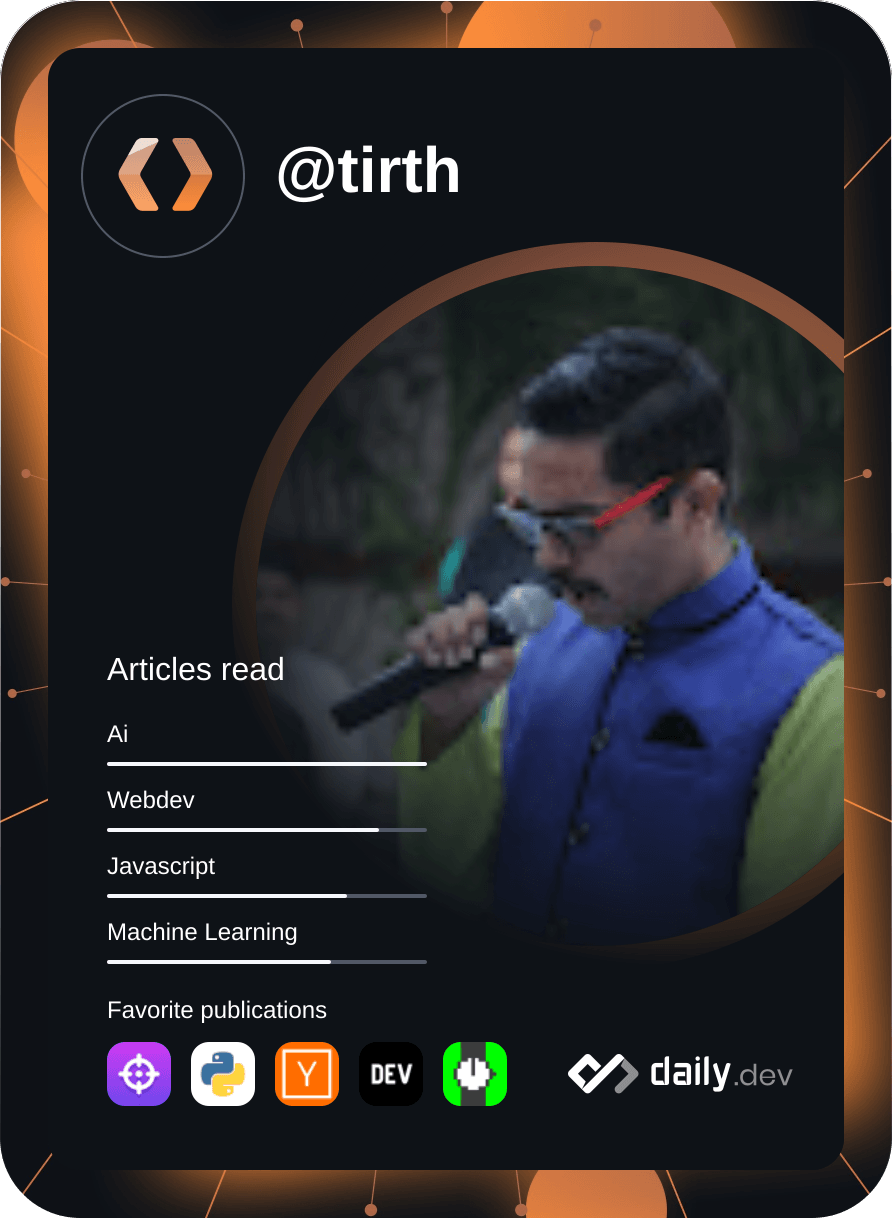 @tirth
Articles read
Ai
Webdev
Javascript
Machine Learning
Favorite publications
Y
DEV
daily.dev